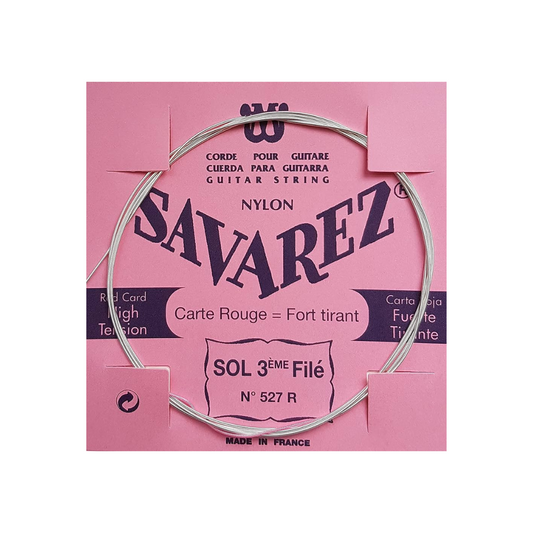 CORDE POUR GUITARE
CUERDA PARA GUITARRA
GUITAR STRING
NYLON
SAVAREZ®
Red Card
High
Tension
Carte Rouge = Fort tirant
Carta Roja
Fuerte
Tirante
SOL 3ÈME Filé
N° 527 R
MADE IN FRANCE